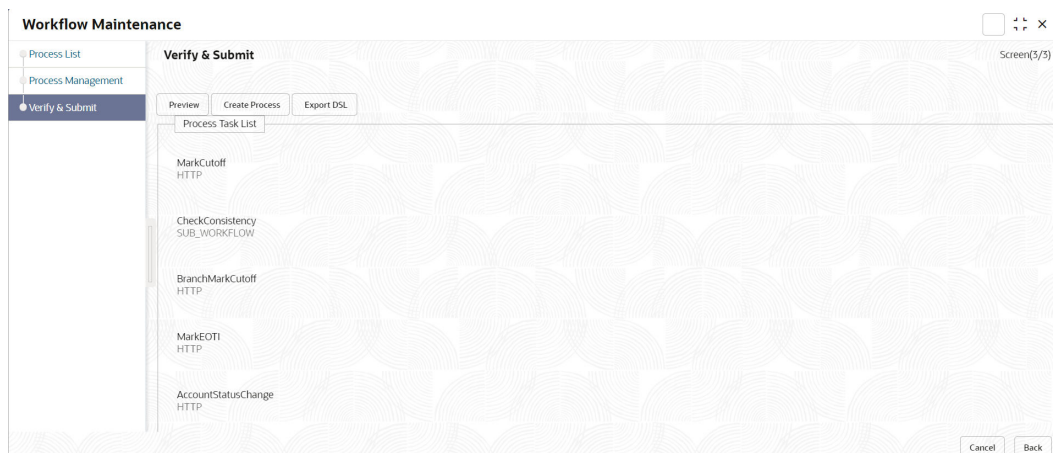 Workflow Maintenance
Process List
Process Management
Verify & Submit
Verify & Submit
Screen(3/3)
Preview
Create Process
Export DSL
Process Task List
MarkCutoff
HTTP
CheckConsistency
SUB_WORKFLOW
BranchMarkCutoff
HTTP
MarkEOTI
HTTP
AccountStatusChange
HTTP
Cancel
Back